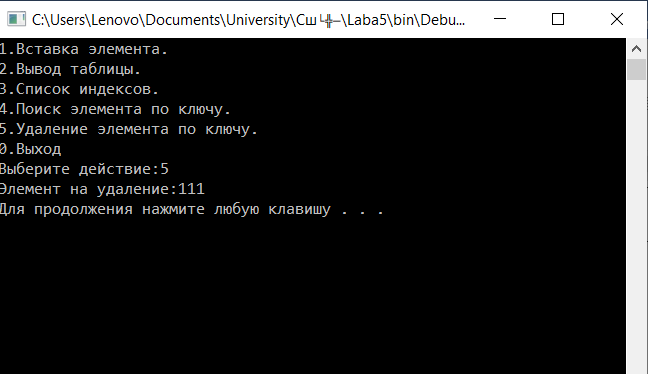 C:\Users\Lenovo\Documents\University\Сш└╬─\Laba5\bin\Debu...
1.Вставка элемента.
2.Вывод таблицы.
3.Список индексов.
4.Поиск элемента по ключу.
5.Удаление элемента по ключу.
0.Выход
Выберите действие:5
Элемент на удаление:111
Для продолжения нажмите любую клавишу . . .